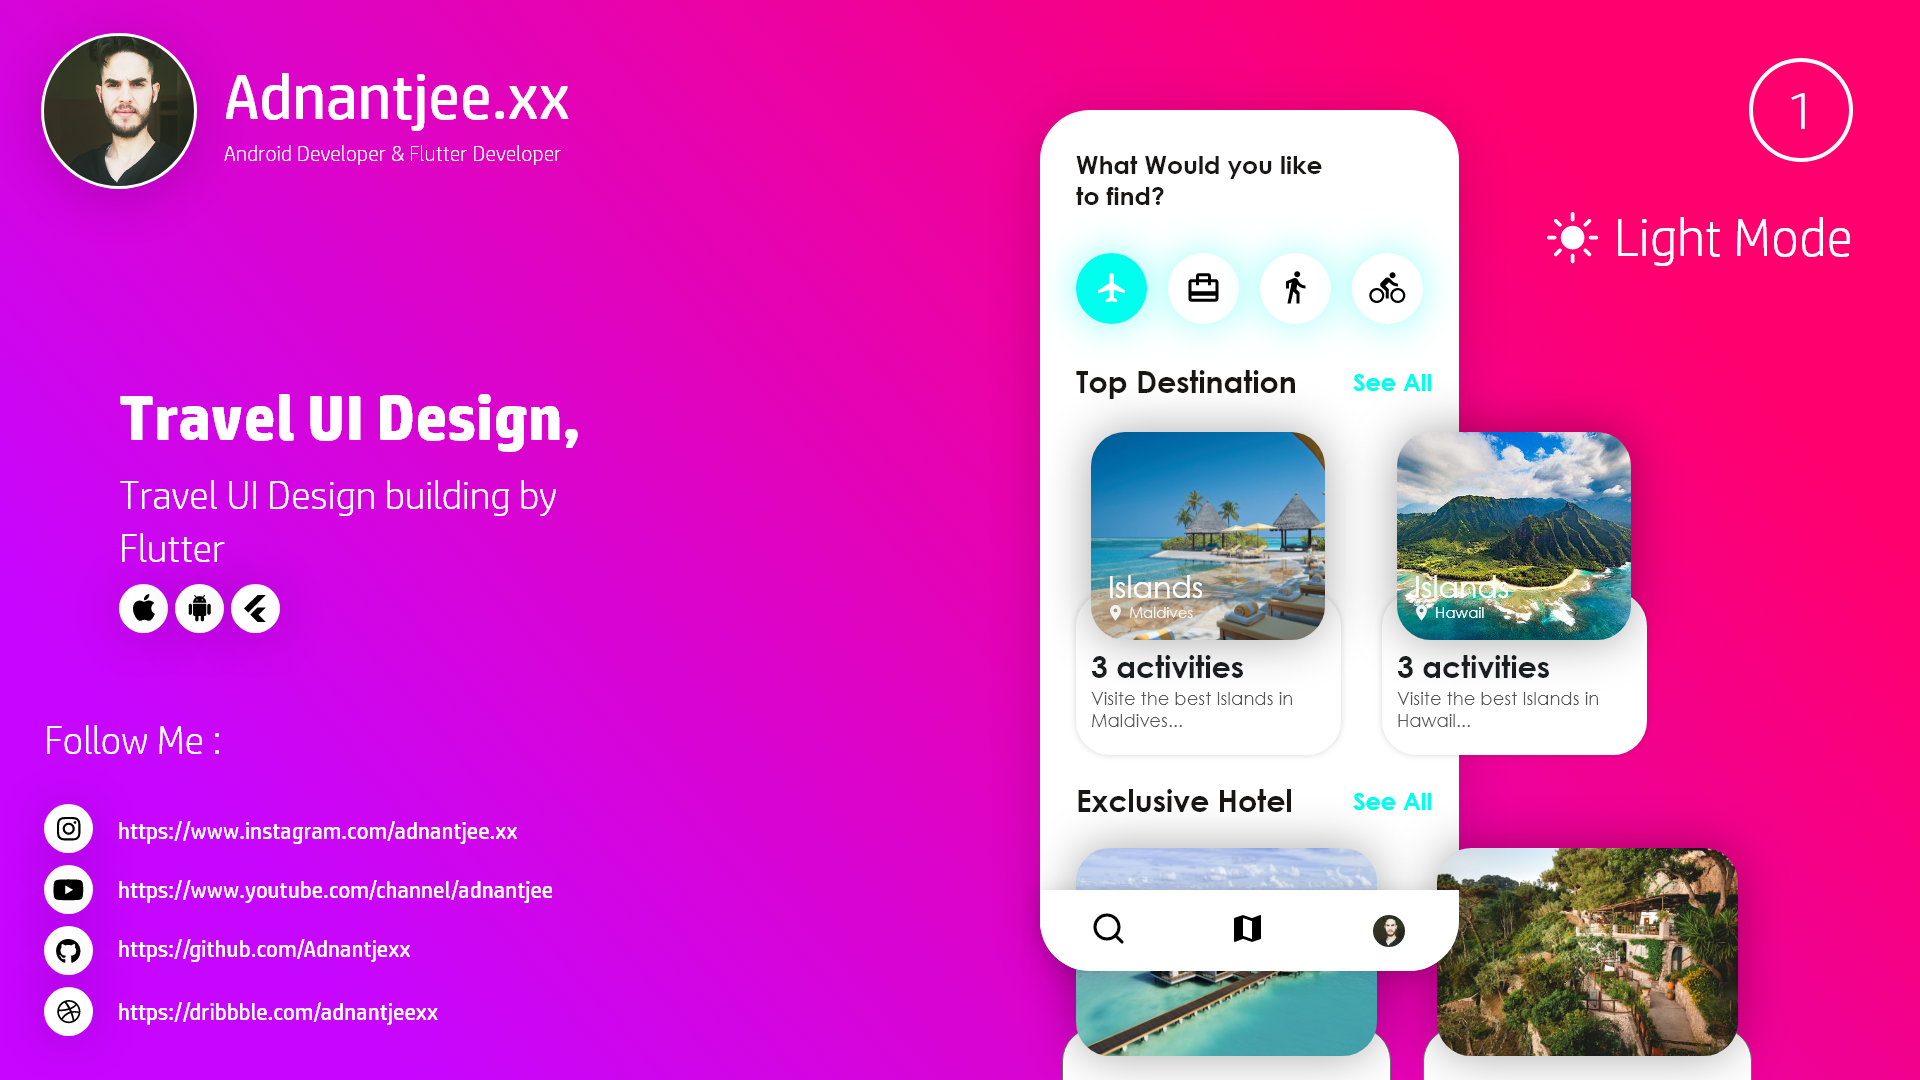 Adnantjee.xx
Android Developer & Flutter Developer
Travel UI Design,
Travel UI Design building by
Flutter
Follow Me :
https://www.instagram.com/adnantjee.xx
https://www.youtube.com/channel/adnantjee
https://github.com/Adnantjexx
https://dribbble.com/adnantjeexx
What Would you like
to find?
Top Destination
See All
Islands
Maldives
3 activities
Visite the best Islands in
Maldives...
Islands
Hawail
3 activities
Visite the best Islands in
Hawail...
Exclusive Hotel
See All
1
Light Mode